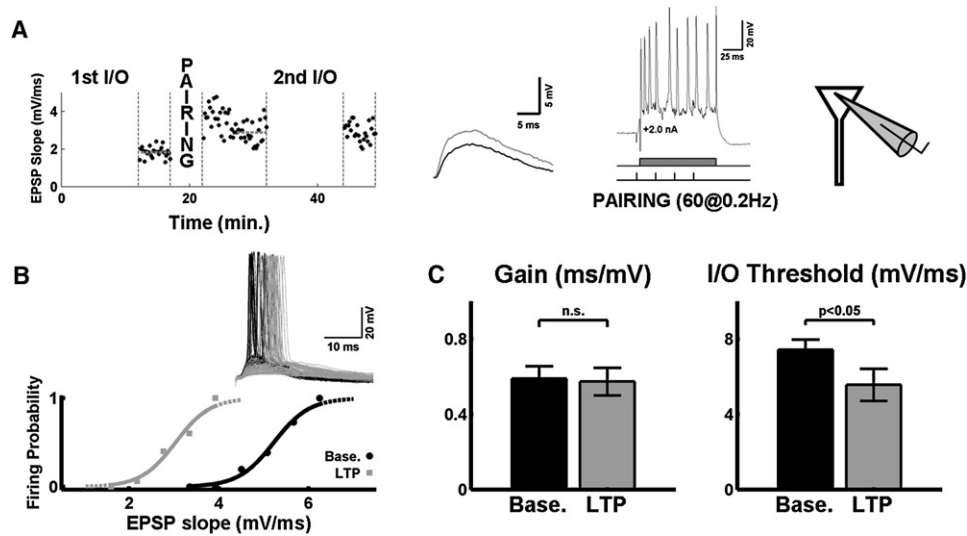 A
1st I/O
PAIRING
2nd I/O
EPSP Slope (mV/ms)
4
2
0
0
20
40
Time (min.)
5 mV
5 ms
20 mV
25 ms
+2.0 nA
PAIRING (60@0.2Hz)
B
20 mV
10 ms
Firing Probability
1
0
Base.
LTP
2
4
6
EPSP slope (mV/ms)
C
Gain (ms/mV)
n.s.
0.8
0.4
0
Base.
LTP
I/O Threshold (mV/ms)
p<0.05
8
4
0
Base.
LTP